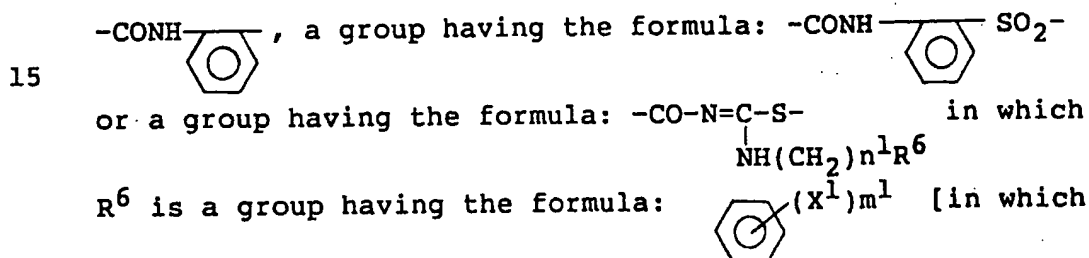 -CONH- , a group having the formula: -CONH- SO2-
15
or a group having the formula: -CO-N=C-S- in which
NH(CH2)n1R6
R6 is a group having the formula: (X1)m1 [in which